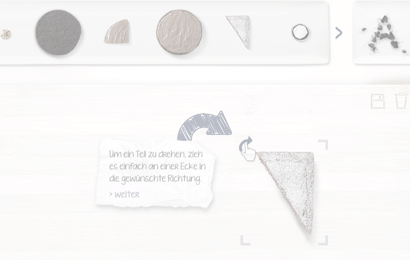 A
Um ein Teil zu drehen, zieh
es einfach an einer Ecke in
die gewünschte Richtung.
> weiter